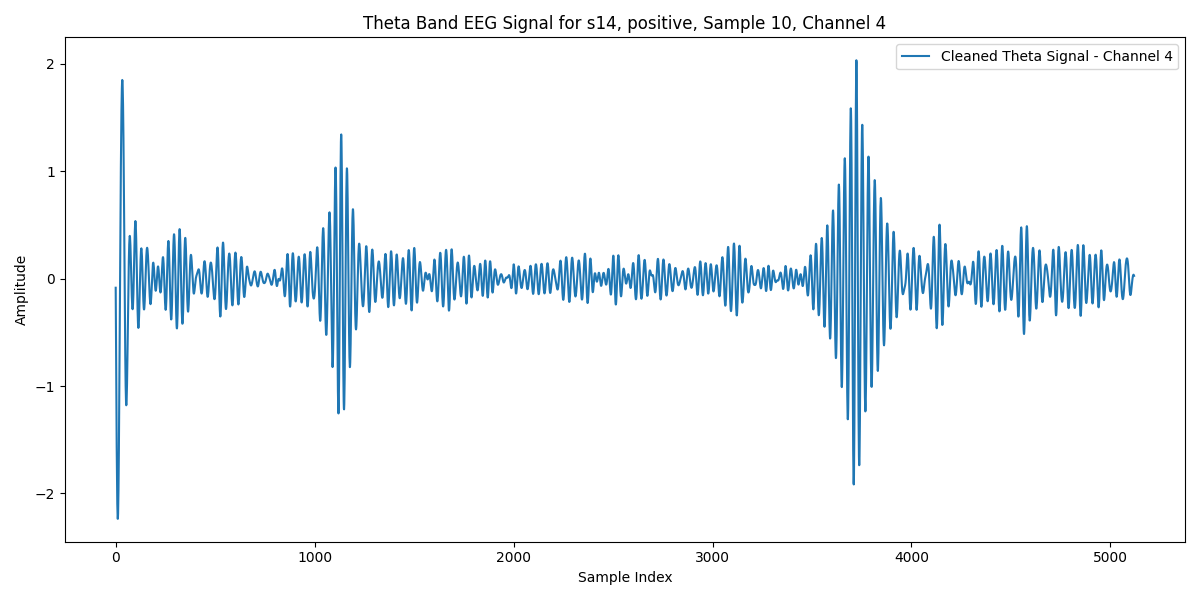 Theta Band EEG Signal for s14, positive, Sample 10, Channel 4
Cleaned Theta Signal - Channel 4
Amplitude
2
1
0
−1
−2
0 1000 2000 3000 4000 5000
Sample Index